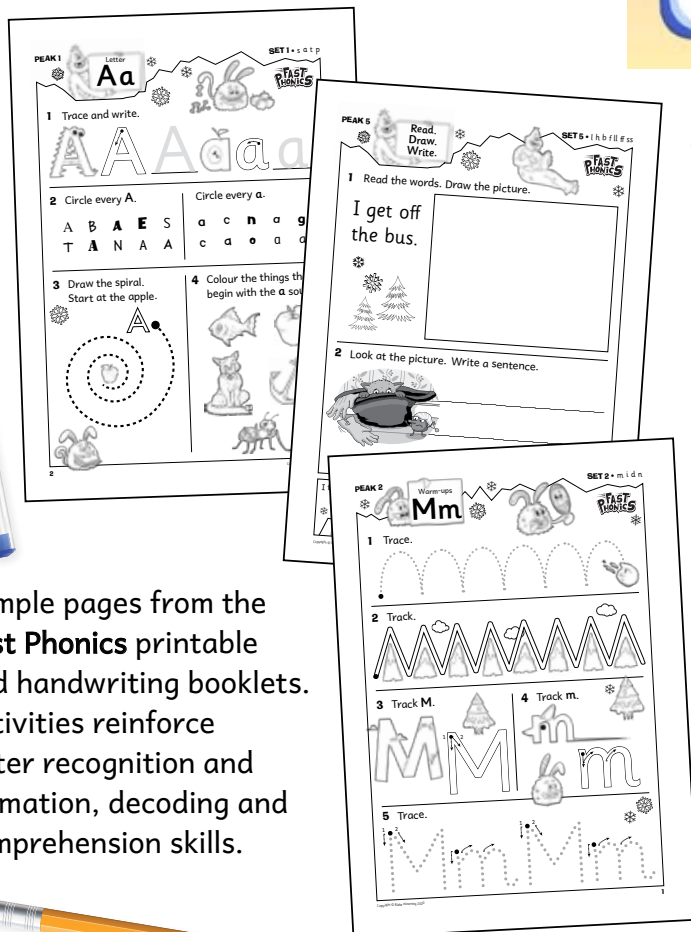 PEAK 1
Letter
Aa
SET 1 • s a t p
FAST PHONICS
1 Trace and write.
A A A a a a
2 Circle every A.
A B A E S
T A N A A
Circle every a.
a c n a g
c a o a a
3 Draw the spiral.
Start at the apple.
A
4 Colour the things th
begin with the a sou
2
PEAK 5
Read.
Draw.
Write.
SET 5 • l h b f ll ff ss
FAST PHONICS
1 Read the words. Draw the picture.
I get off
the bus.
2 Look at the picture. Write a sentence.
PEAK 2
Warm-ups
Mm
SET 2 • m i d n
FAST PHONICS
1 Trace.
2 Track.
3 Track M.
M M
1 2
4 Track m.
m m
5 Trace.
1 2
M m M m
1
mple pages from the
st Phonics printable
d handwriting booklets.
tivities reinforce
ter recognition and
rmation, decoding and
mprehension skills.